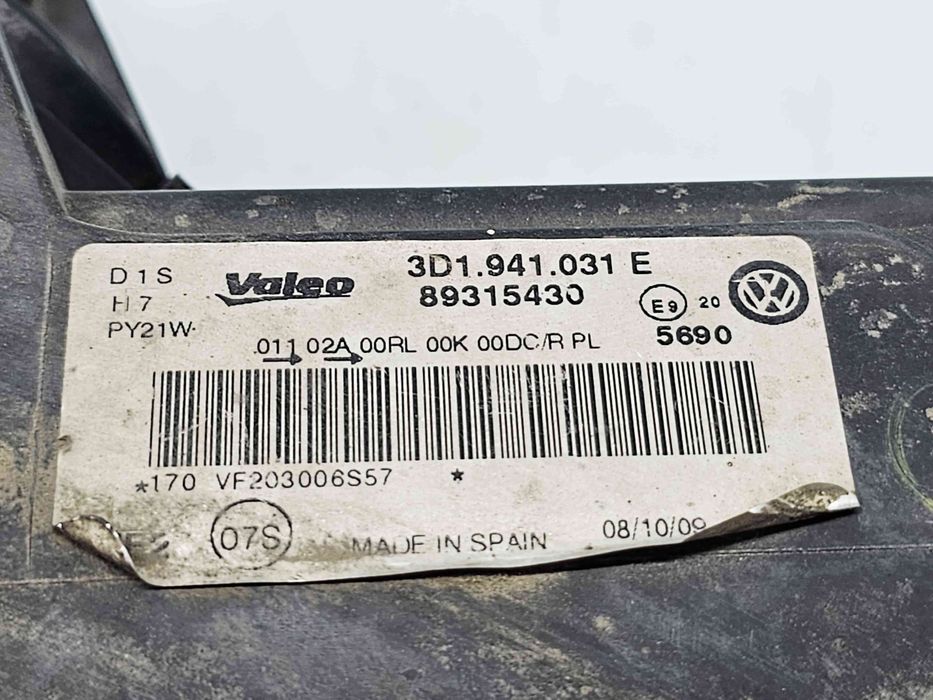 D1S
H7
PY21W
Valeo
3D1.941.031 E
89315430
E9 20
5690
011 02A 00RL 00K 00DC/R PL
*170 VF203006S57 *
07S
MADE IN SPAIN
08/10/09